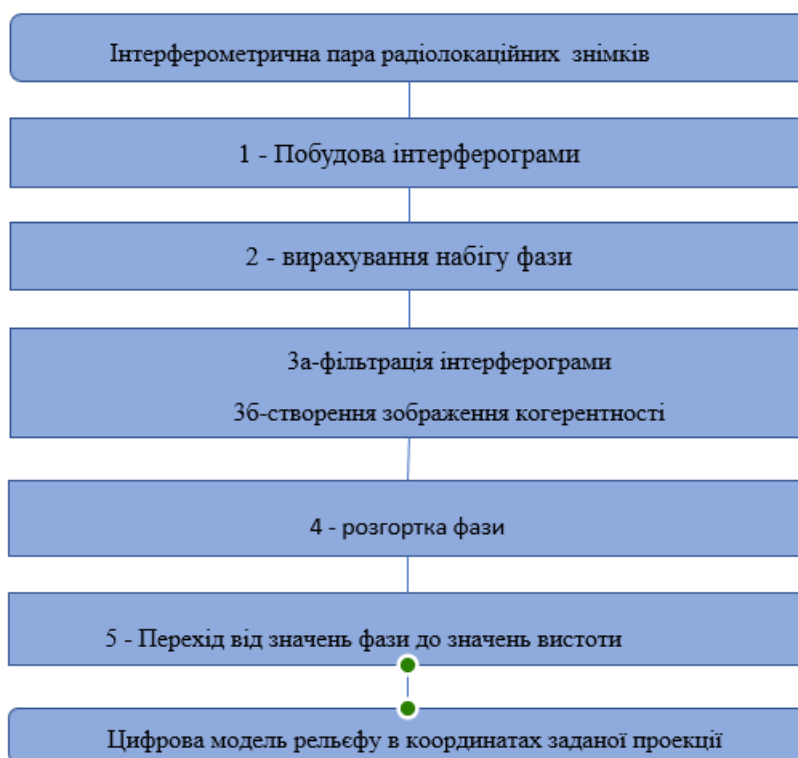 Інтерферометрична пара радіолокаційних знімків
1 - Побудова інтерферограми
2 - вирахування набігу фази
3а-фільтрація інтерферограми
3б-створення зображення когерентності
4 - розгортка фази
5 - Перехід від значень фази до значень вистоти
Цифрова модель рельєфу в координатах заданої проекції